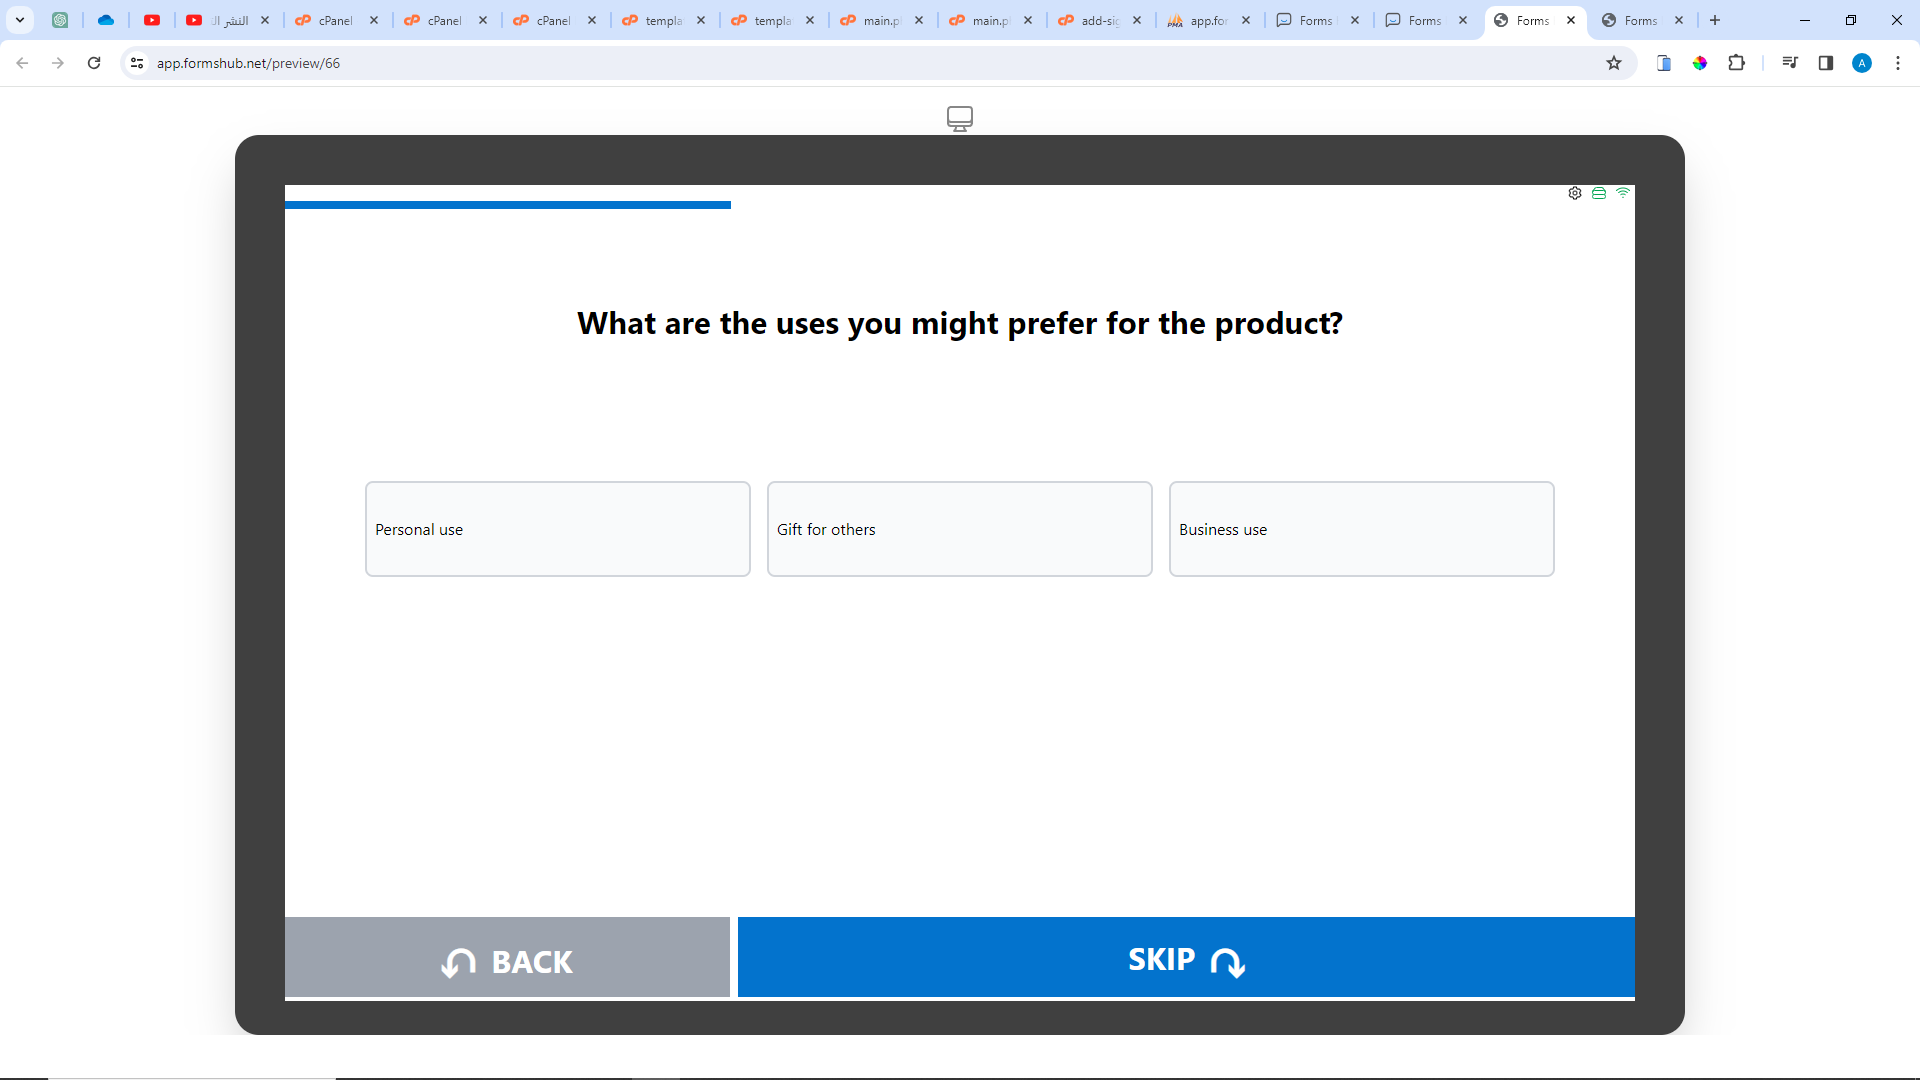 النشر ال
cPanel
cPanel
cPanel
templa
templa
main.p
main.p
add-sig
app.for
Forms
Forms
Forms
Forms
app.formshub.net/preview/66
A
What are the uses you might prefer for the product?
Personal use
Gift for others
Business use
BACK
SKIP